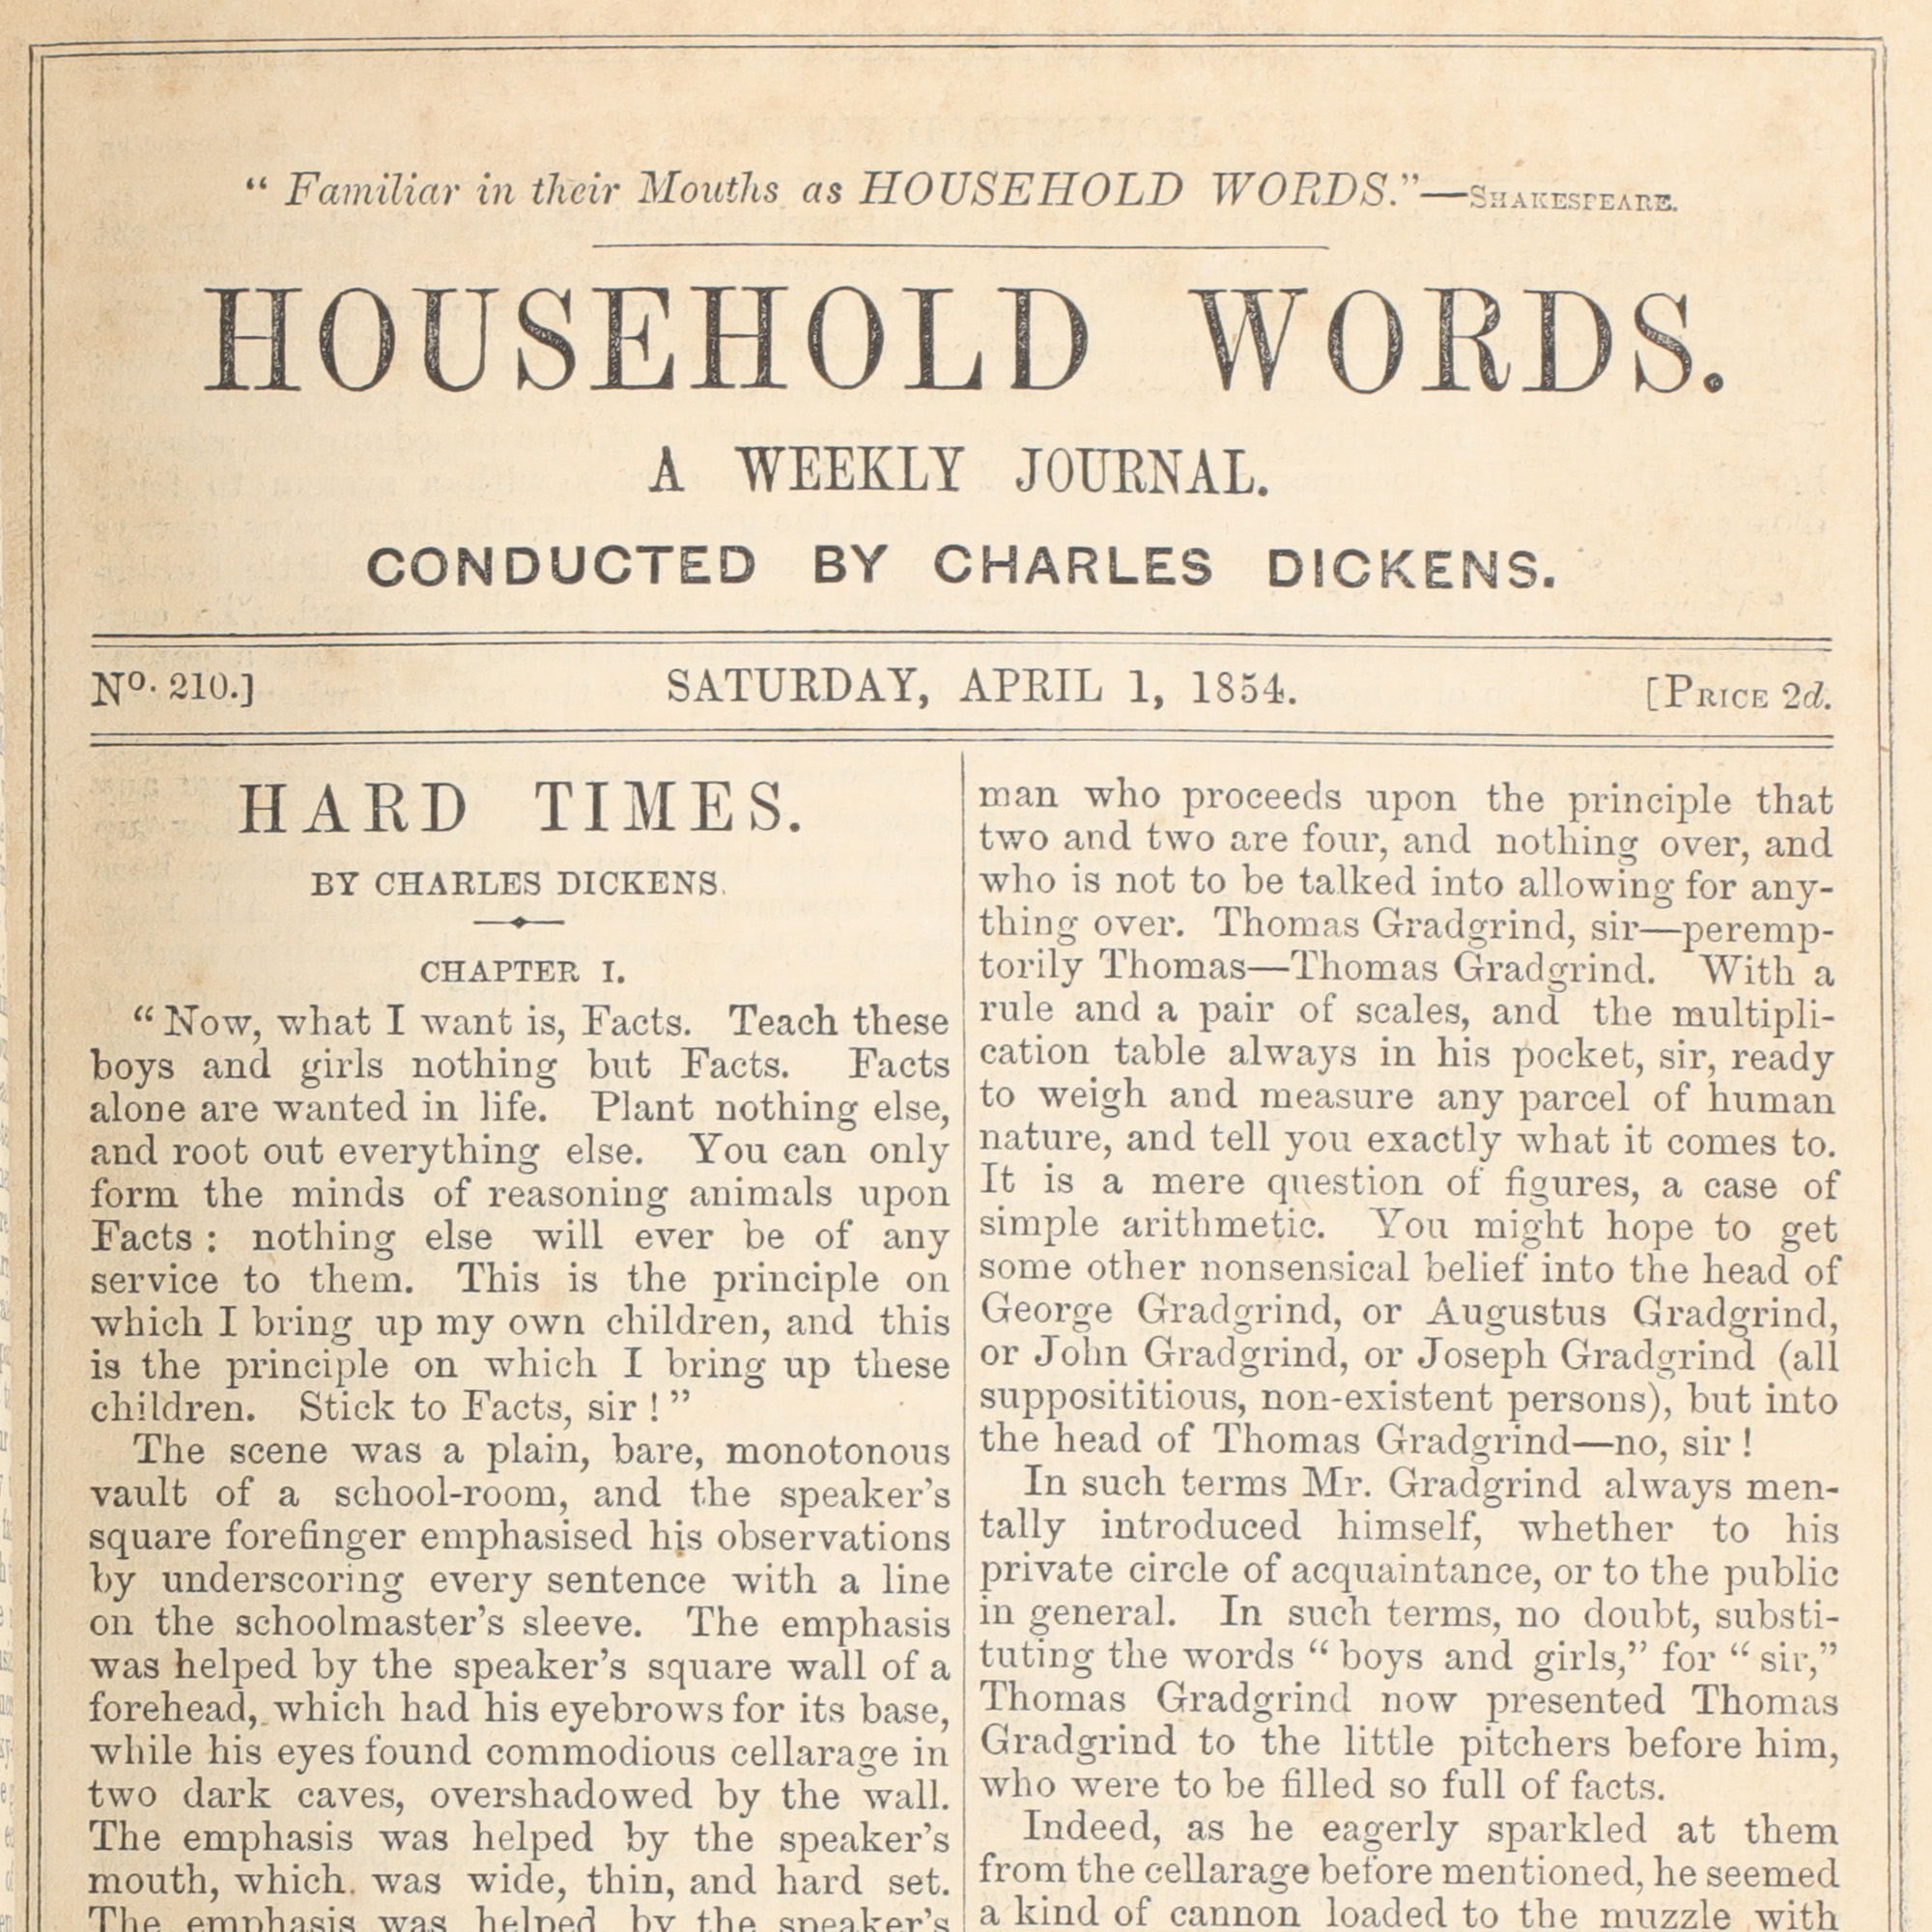 “ Familiar in their Mouths as HOUSEHOLD WORDS.”—SHAKESPEARE.
HOUSEHOLD WORDS.
A WEEKLY JOURNAL.
CONDUCTED BY CHARLES DICKENS.
No. 210.]
SATURDAY, APRIL 1, 1854.
[PRICE 2d.
HARD TIMES.
BY CHARLES DICKENS.
CHAPTER I.
“ Now, what I want is, Facts. Teach these
boys and girls nothing but Facts. Facts
alone are wanted in life. Plant nothing else,
and root out everything else. You can only
form the minds of reasoning animals upon
Facts : nothing else will ever be of any
service to them. This is the principle on
which I bring up my own children, and this
is the principle on which I bring up these
children. Stick to Facts, sir ! ”
The scene was a plain, bare, monotonous
vault of a school-room, and the speaker’s
square forefinger emphasised his observations
by underscoring every sentence with a line
on the schoolmaster’s sleeve. The emphasis
was helped by the speaker’s square wall of a
forehead, which had his eyebrows for its base,
while his eyes found commodious cellarage in
two dark caves, overshadowed by the wall.
The emphasis was helped by the speaker’s
mouth, which was wide, thin, and hard set.
The emphasis was helped by the speaker’s
man who proceeds upon the principle that
two and two are four, and nothing over, and
who is not to be talked into allowing for any-
thing over. Thomas Gradgrind, sir—peremp-
torily Thomas—Thomas Gradgrind. With a
rule and a pair of scales, and the multipli-
cation table always in his pocket, sir, ready
to weigh and measure any parcel of human
nature, and tell you exactly what it comes to.
It is a mere question of figures, a case of
simple arithmetic. You might hope to get
some other nonsensical belief into the head of
George Gradgrind, or Augustus Gradgrind,
or John Gradgrind, or Joseph Gradgrind (all
supposititious, non-existent persons), but into
the head of Thomas Gradgrind—no, sir !
In such terms Mr. Gradgrind always men-
tally introduced himself, whether to his
private circle of acquaintance, or to the public
in general. In such terms, no doubt, substi-
tuting the words “ boys and girls,” for “ sir,”
Thomas Gradgrind now presented Thomas
Gradgrind to the little pitchers before him,
who were to be filled so full of facts.
Indeed, as he eagerly sparkled at them
from the cellarage before mentioned, he seemed
a kind of cannon loaded to the muzzle with